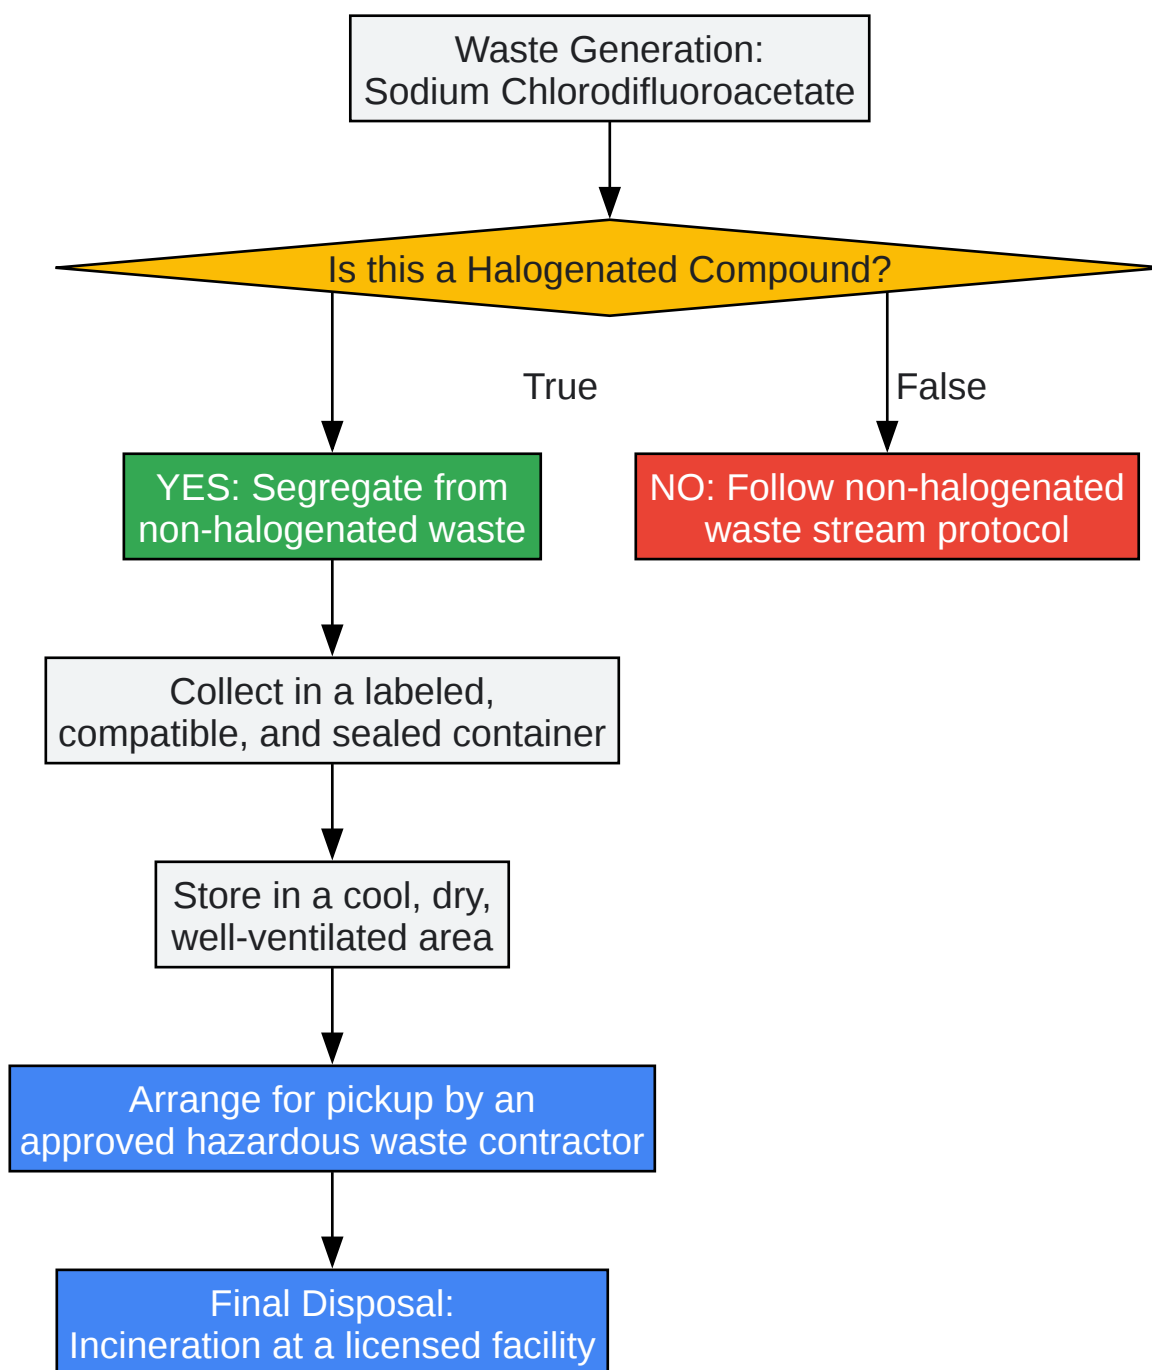 Waste Generation:
Sodium Chlorodifluoroacetate
Is this a Halogenated Compound?
True
False
YES: Segregate from
non-halogenated waste
NO: Follow non-halogenated
waste stream protocol
Collect in a labeled,
compatible, and sealed container
Store in a cool, dry,
well-ventilated area
Arrange for pickup by an
approved hazardous waste contractor
Final Disposal:
Incineration at a licensed facility